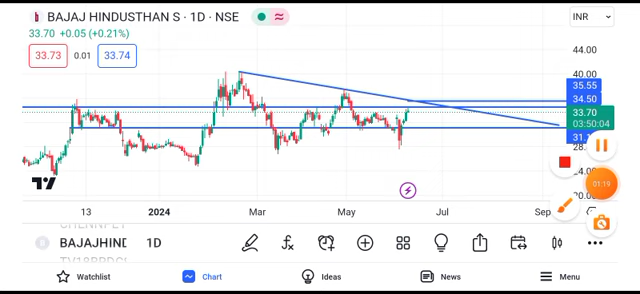 BAJAJ HINDUSTHAN S · 1D · NSE
INR
33.70 +0.05 (+0.21%)
33.73 0.01 33.74
44.00
40.00
35.55
34.50
33.70
03:50:04
20.00
01:19
13 2024 Mar May Jul Sep
BAJAJHIND 1D
Watchlist Chart Ideas News Menu